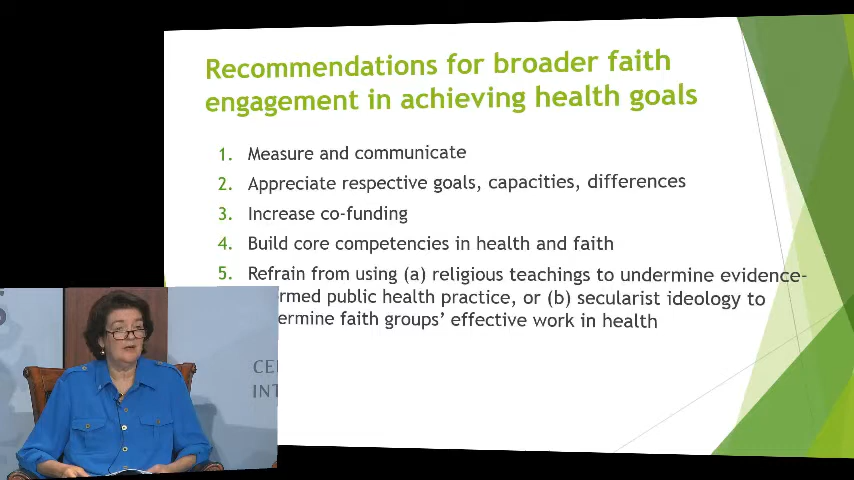 Recommendations for broader faith
engagement in achieving health goals
1. Measure and communicate
2. Appreciate respective goals, capacities, differences
3. Increase co-funding
4. Build core competencies in health and faith
5. Refrain from using (a) religious teachings to undermine evidence-
public health practice, or (b) secularist ideology to
faith groups' effective work in health